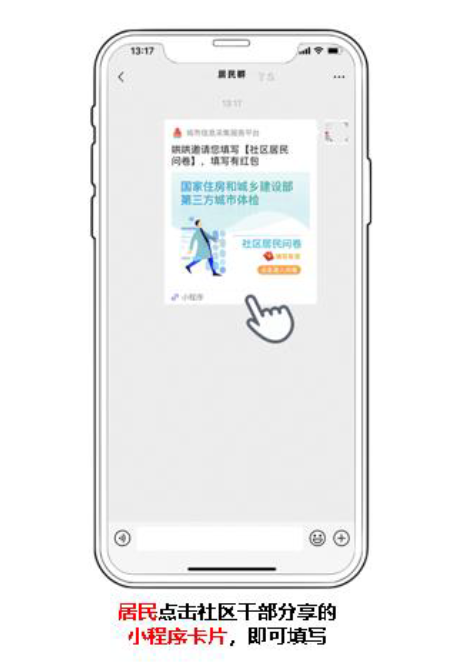 13:17
居民群
13:17
城市信息采集服务平台
哄哄邀请您填写【社区居民
问卷】，填写有红包
国家住房和城乡建设部
第三方城市体检
社区居民问卷
小程序
居民点击社区干部分享的
小程序卡片，即可填写